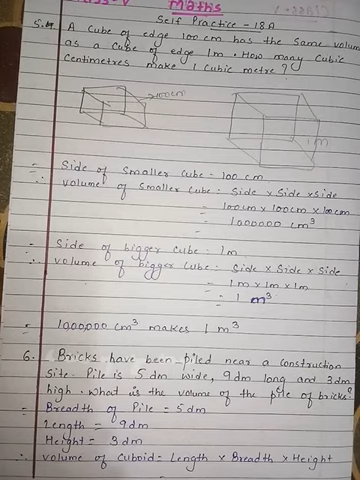 Class-V Maths
Self Practice - 18A
5. A Cube of edge 100 cm has the same volum
as a Cube of edge 1m. How many Cubic
Centimetres make 1 Cubic metre?
100cm
1m
= Side of Smaller Cube = 100 cm
∴ Volume of Smaller Cube = Side × Side × Side
= 100cm × 100cm × 100cm
= 1000000 cm³
= Side of bigger Cube = 1m
∴ Volume of bigger Cube = Side × Side × Side
= 1m × 1m × 1m
= 1 m³
= 1000000 cm³ makes 1 m³
6. Bricks have been piled near a Construction
Site. Pile is 5 dm wide, 9dm long and 3dm
high. What is the volume of the pile of bricks.
= Breadth of Pile = 5dm
Length = 9dm
Height = 3dm
∴ Volume of Cuboid = Length × Breadth × Height